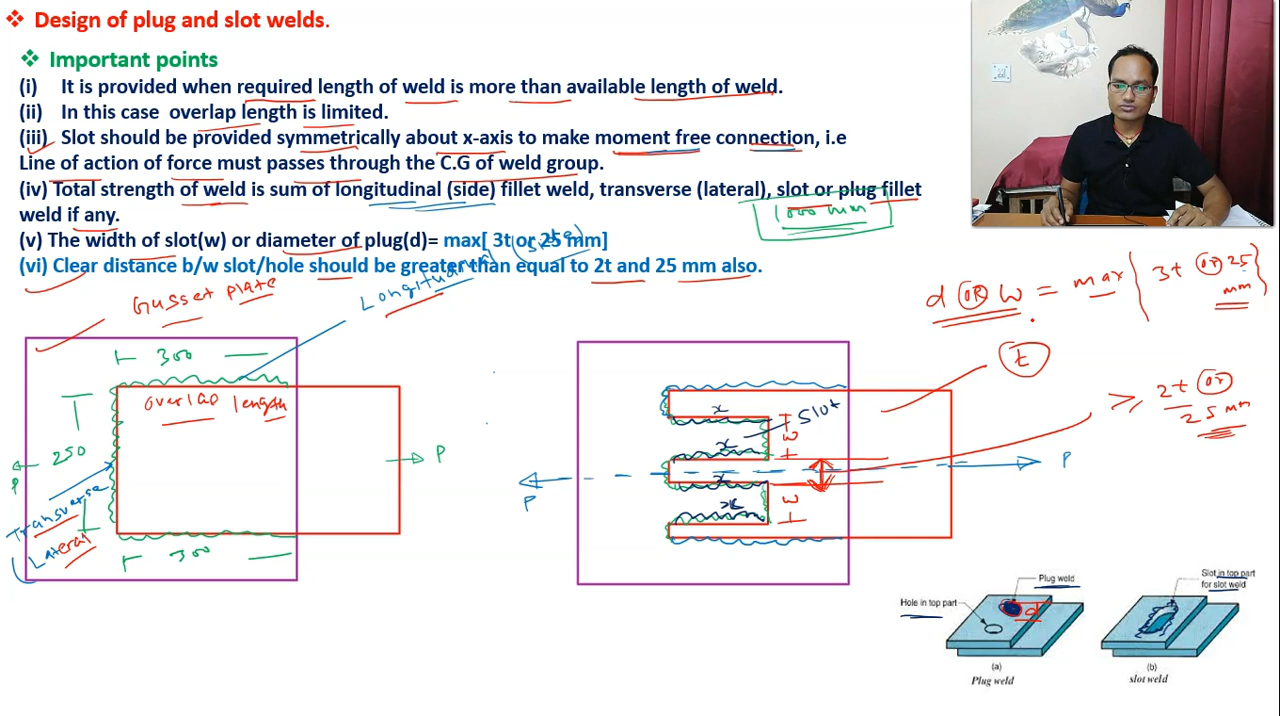 Design of plug and slot welds.
Important points
(i) It is provided when required length of weld is more than available length of weld.
(ii) In this case overlap length is limited.
(iii) Slot should be provided symmetrically about x-axis to make moment free connection, i.e
Line of action of force must passes through the C.G of weld group.
(iv) Total strength of weld is sum of longitudinal (side) fillet weld, transverse (lateral), slot or plug fillet
weld if any.
1000 mm
(v) The width of slot(w) or diameter of plug(d)= max[ 3t or 25 mm]
(side)
(vi) Clear distance b/w slot/hole should be greater than equal to 2t and 25 mm also.
Gusset plate
Longitudinal
d OR w = max { 3t OR 25 mm }
t
≥ 2t OR 25 mm
300
overlap length
250
P
P
Transverse
Lateral
300
x
Slot
w
x
x
w
x
P
P
Plug weld
Hole in top part
d
(a)
Plug weld
Slot in top part
for slot weld
(b)
slot weld